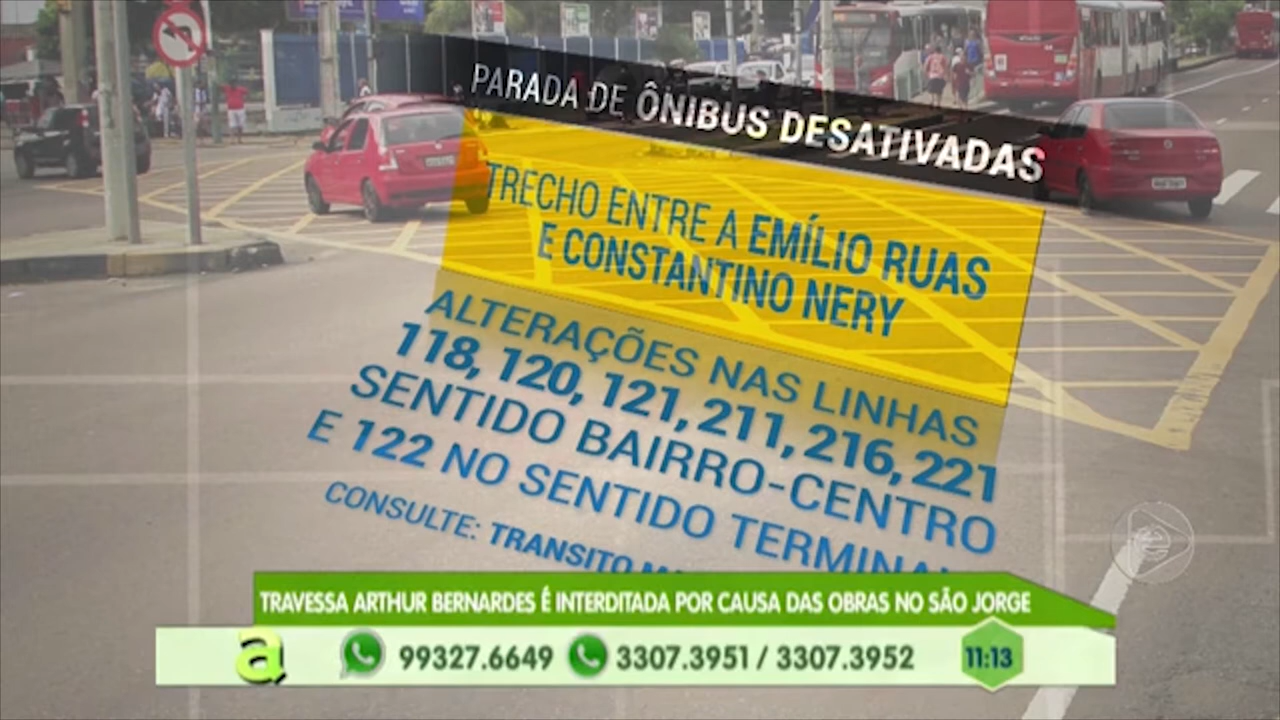 PARADA DE ÔNIBUS DESATIVADAS
TRECHO ENTRE A EMÍLIO RUAS
E CONSTANTINO NERY
ALTERAÇÕES NAS LINHAS
118, 120, 121, 211, 216, 221
SENTIDO BAIRRO-CENTRO
E 122 NO SENTIDO
CONSULTE: TRANSITO
TRAVESSA ARTHUR BERNARDES É INTERDITADA POR CAUSA DAS OBRAS NO SÃO JORGE
a 99327.6649 3307.3951 / 3307.3952 11:13